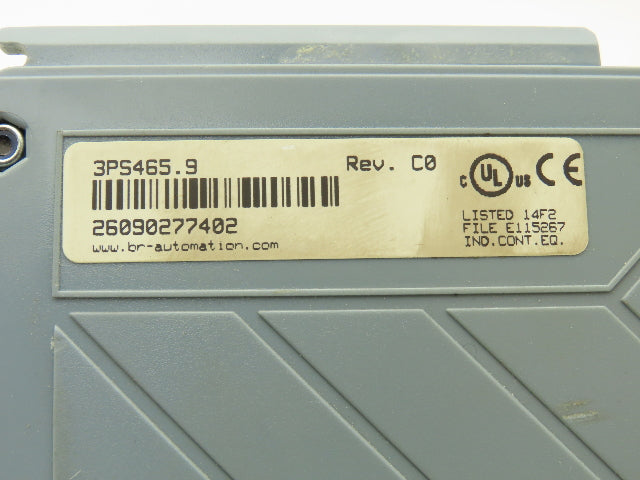 3PS465.9 Rev. C0
26090277402
www.br-automation.com
C UL US CE
LISTED 14F2
FILE E115267
IND.CONT.EQ.